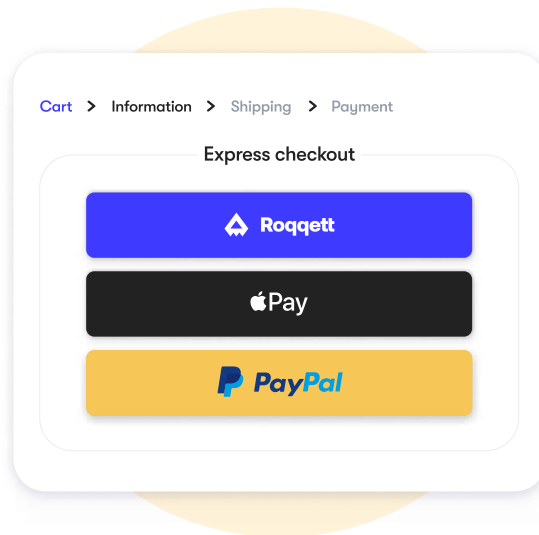 Cart > Information > Shipping > Payment
Express checkout
Roqqett
Pay
PayPal